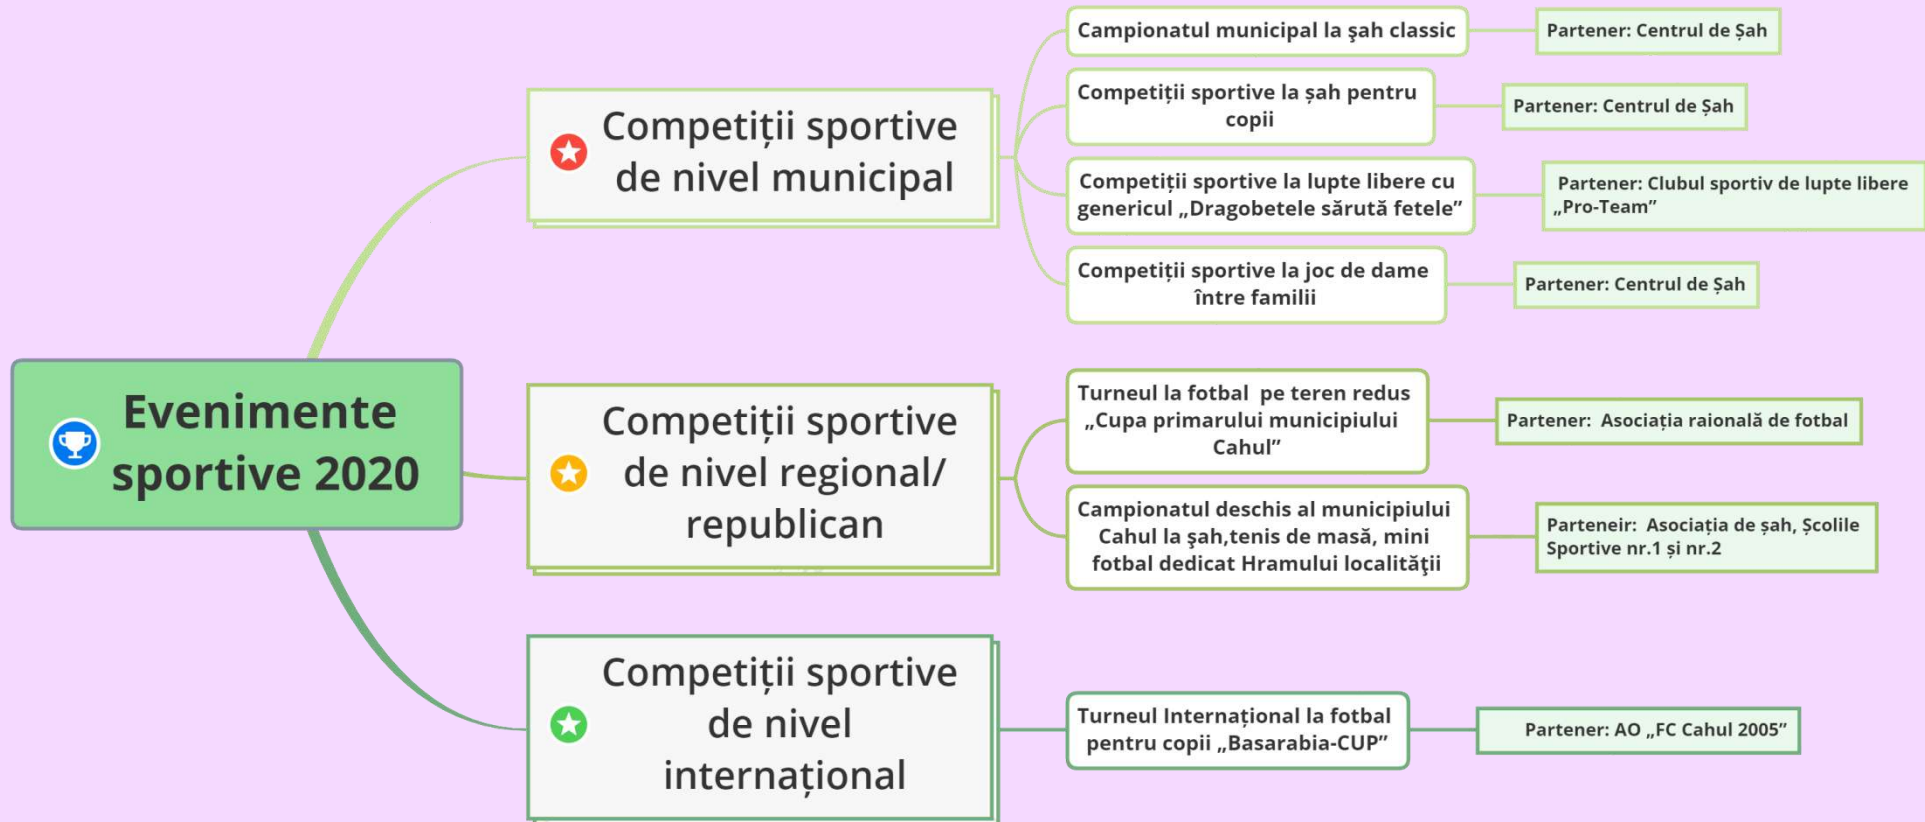 Evenimente
sportive 2020
Competiții sportive
de nivel municipal
Campionatul municipal la şah classic
Partener: Centrul de Șah
Competiții sportive la șah pentru
copii
Partener: Centrul de Șah
Competiții sportive la lupte libere cu
genericul „Dragobetele sărută fetele”
Partener: Clubul sportiv de lupte libere
„Pro-Team”
Competiții sportive la joc de dame
între familii
Partener: Centrul de Șah
Competiții sportive
de nivel regional/
republican
Turneul la fotbal pe teren redus
„Cupa primarului municipiului
Cahul”
Partener: Asociația raională de fotbal
Campionatul deschis al municipiului
Cahul la şah,tenis de masă, mini
fotbal dedicat Hramului localităţii
Parteneir: Asociația de șah, Școlile
Sportive nr.1 și nr.2
Competiții sportive
de nivel
internațional
Turneul Internațional la fotbal
pentru copii „Basarabia-CUP”
Partener: AO „FC Cahul 2005”